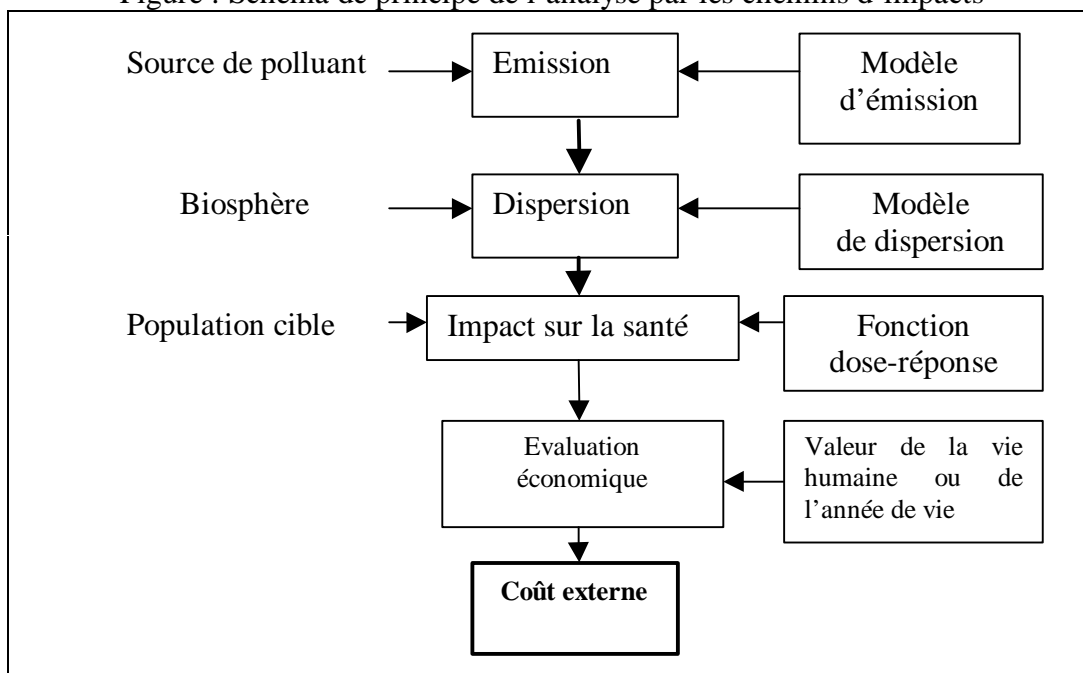 Figure : Schéma de principe de l'analyse par les chemins d'impacts
Source de polluant
Emission
Modèle
d'émission
Biosphère
Dispersion
Modèle
de dispersion
Population cible
Impact sur la santé
Fonction
dose-réponse
Evaluation
économique
Valeur de la vie
humaine ou de
l'année de vie
Coût externe